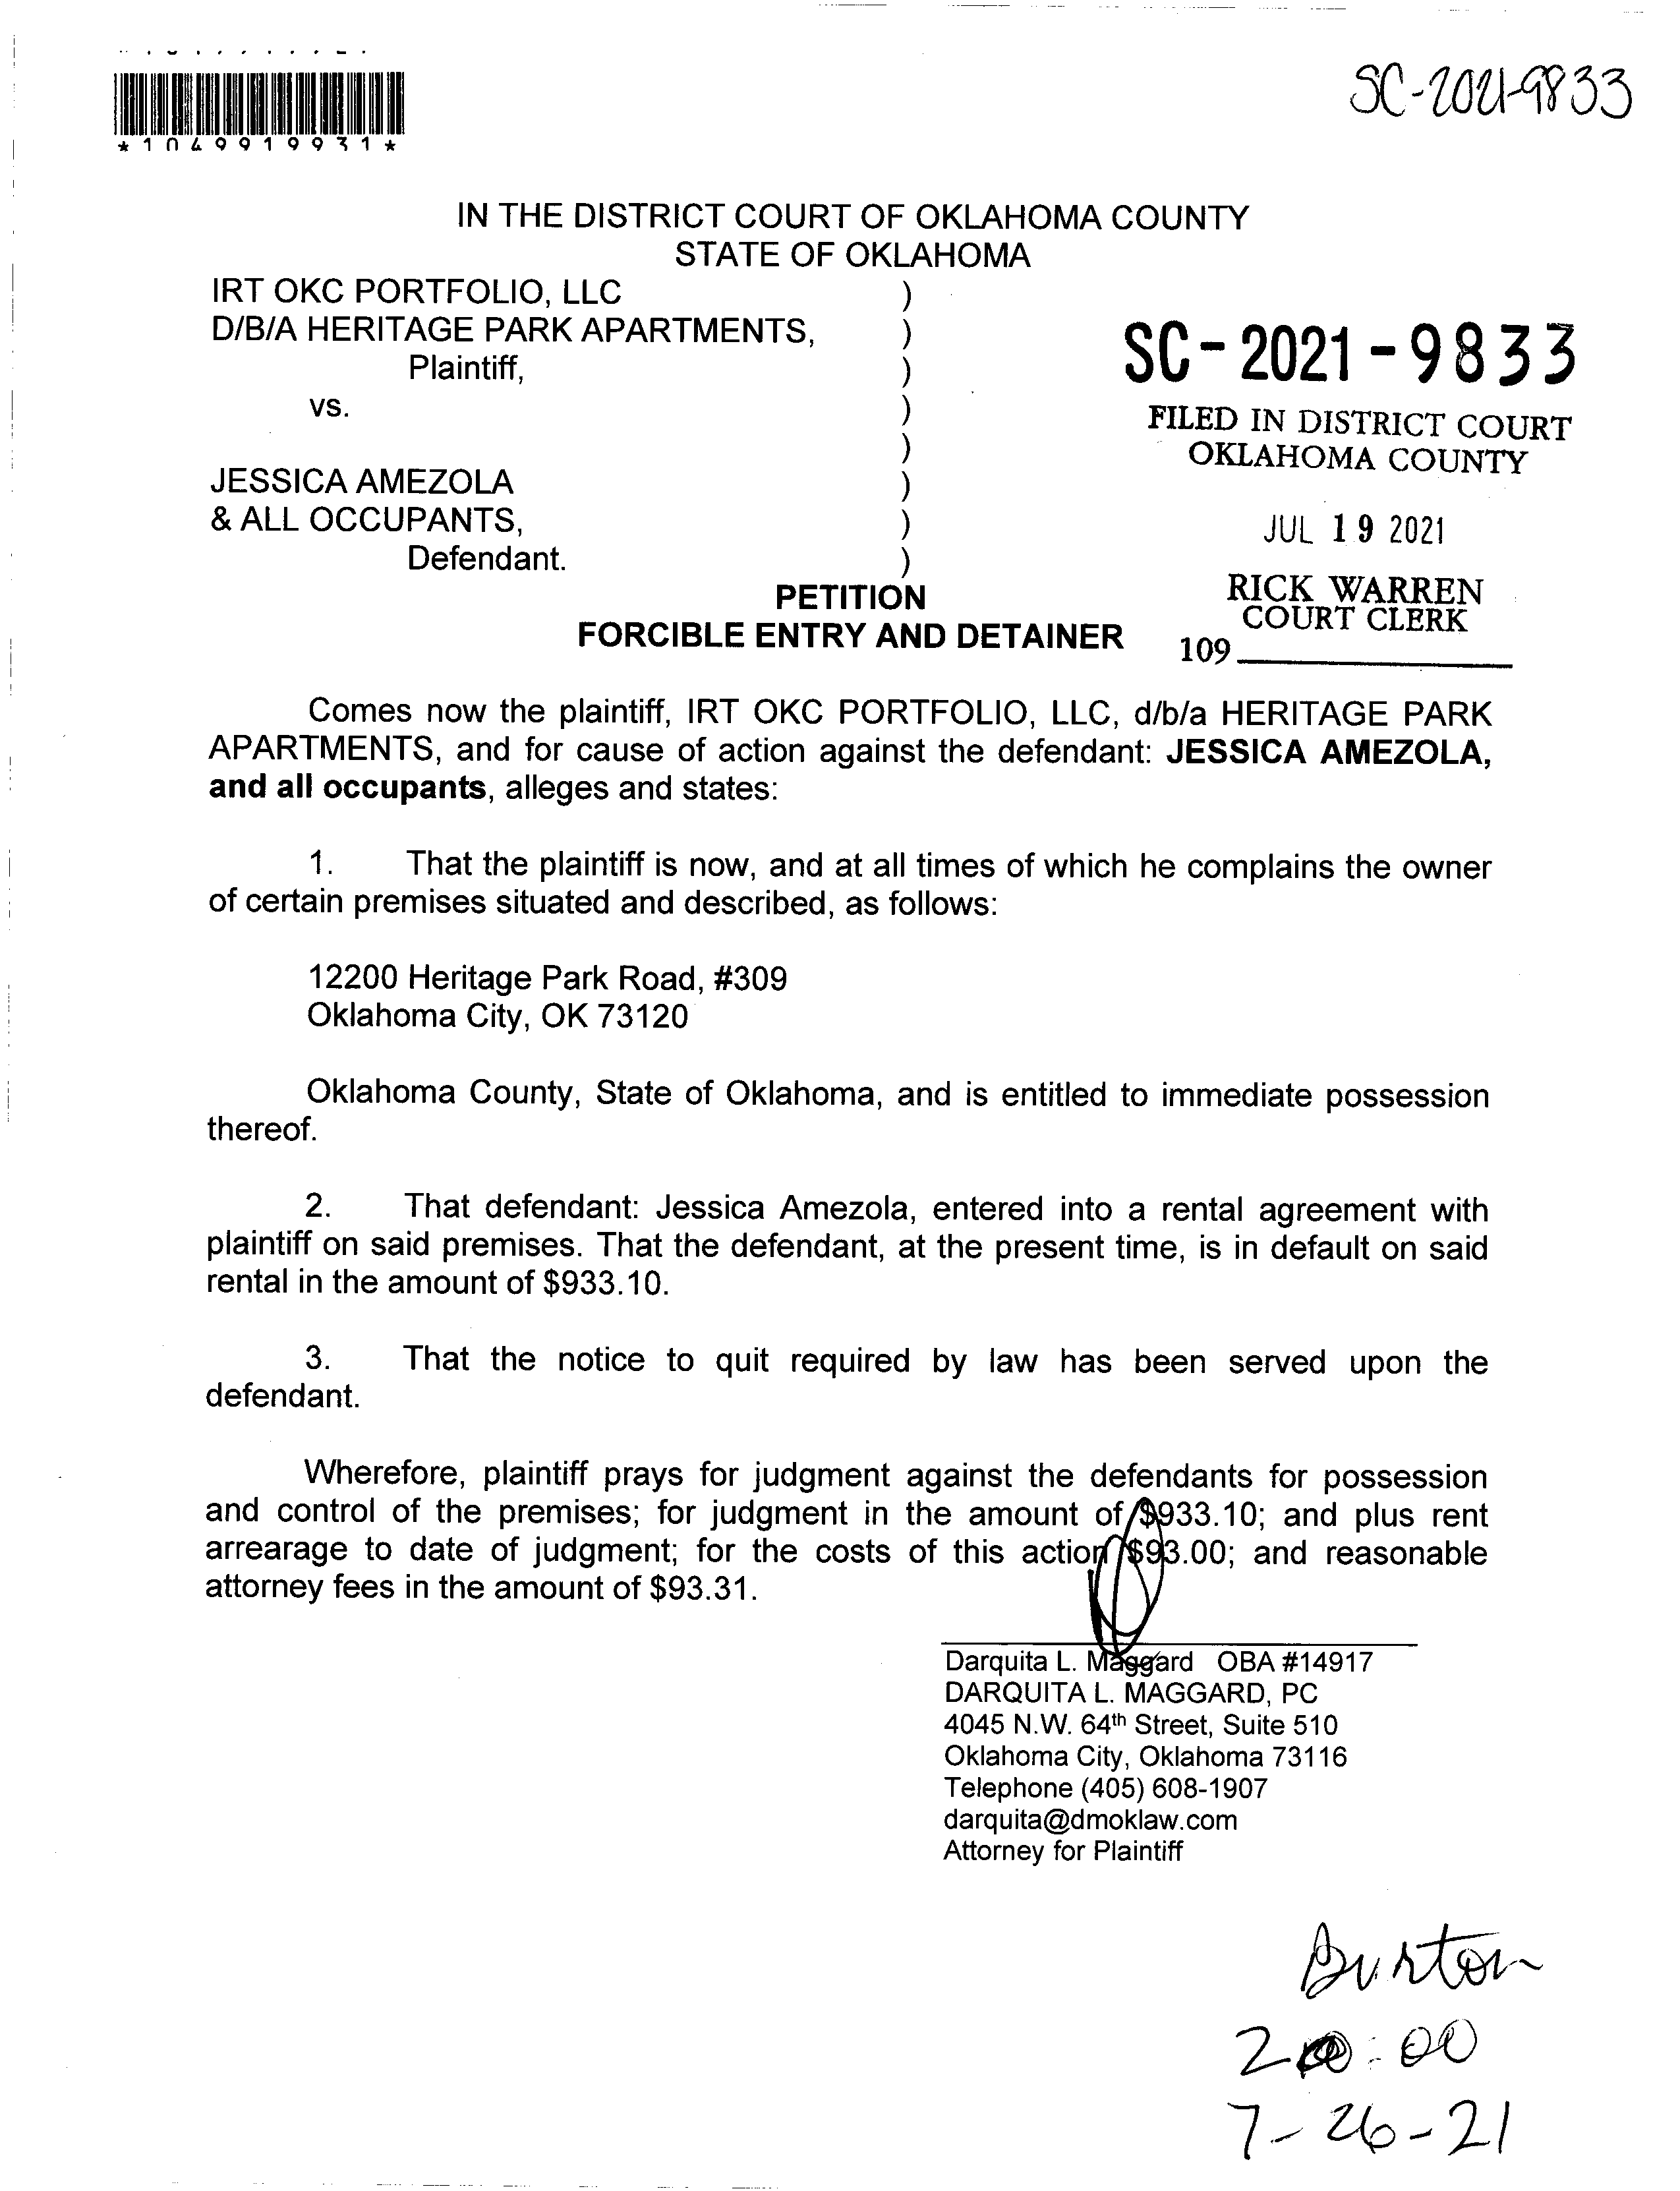 SC-2021-9833
*1049919931*
IN THE DISTRICT COURT OF OKLAHOMA COUNTY
STATE OF OKLAHOMA
IRT OKC PORTFOLIO, LLC )
D/B/A HERITAGE PARK APARTMENTS, )
Plaintiff, )
vs. )
)
JESSICA AMEZOLA )
& ALL OCCUPANTS, )
Defendant. )
SC-2021-9833
FILED IN DISTRICT COURT
OKLAHOMA COUNTY
JUL 19 2021
RICK WARREN
COURT CLERK
109
PETITION
FORCIBLE ENTRY AND DETAINER
Comes now the plaintiff, IRT OKC PORTFOLIO, LLC, d/b/a HERITAGE PARK
APARTMENTS, and for cause of action against the defendant: JESSICA AMEZOLA,
and all occupants, alleges and states:
1. That the plaintiff is now, and at all times of which he complains the owner
of certain premises situated and described, as follows:
12200 Heritage Park Road, #309
Oklahoma City, OK 73120
Oklahoma County, State of Oklahoma, and is entitled to immediate possession
thereof.
2. That defendant: Jessica Amezola, entered into a rental agreement with
plaintiff on said premises. That the defendant, at the present time, is in default on said
rental in the amount of $933.10.
3. That the notice to quit required by law has been served upon the
defendant.
Wherefore, plaintiff prays for judgment against the defendants for possession
and control of the premises; for judgment in the amount of $933.10; and plus rent
arrearage to date of judgment; for the costs of this action $93.00; and reasonable
attorney fees in the amount of $93.31.
Darquita L. Maggard OBA #14917
DARQUITA L. MAGGARD, PC
4045 N.W. 64th Street, Suite 510
Oklahoma City, Oklahoma 73116
Telephone (405) 608-1907
darquita@dmoklaw.com
Attorney for Plaintiff
Burton
7-26-21